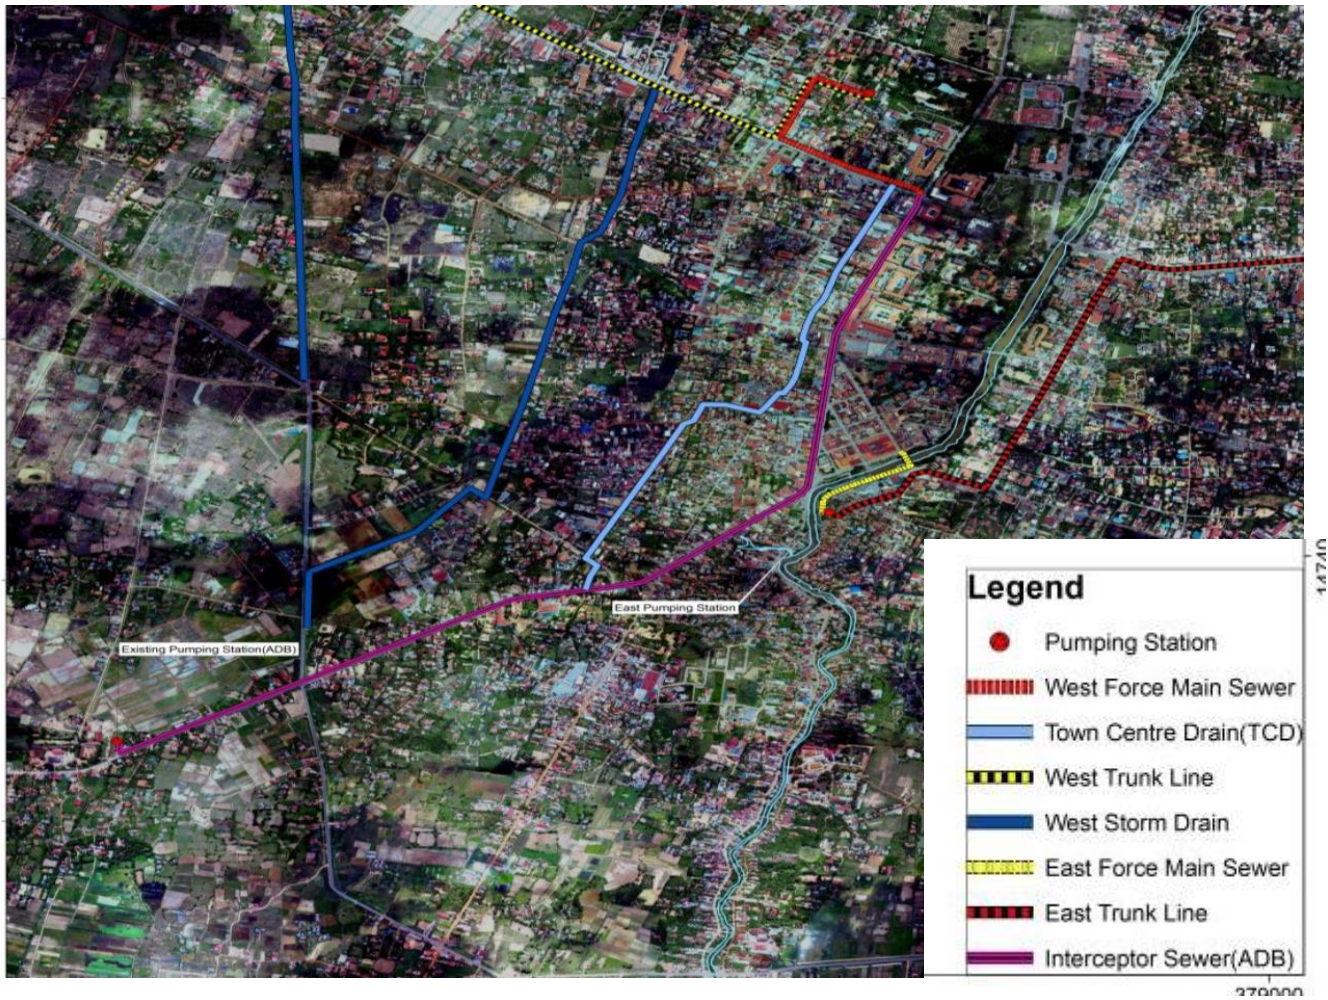 East Pumping Station
Existing Pumping Station(ADB)
Legend
Pumping Station
West Force Main Sewer
Town Centre Drain(TCD)
West Trunk Line
West Storm Drain
East Force Main Sewer
East Trunk Line
Interceptor Sewer(ADB)